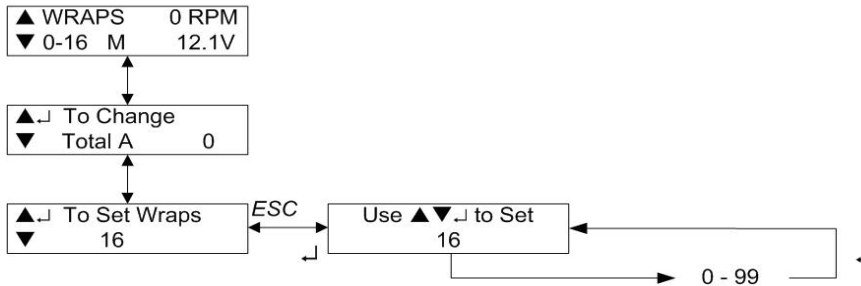 ▲ WRAPS 0 RPM
▼ 0-16 M 12.1V
▲↵ To Change
▼ Total A 0
▲↵ To Set Wraps
▼ 16
ESC
↵
Use ▲▼↵ to Set
16
0 - 99